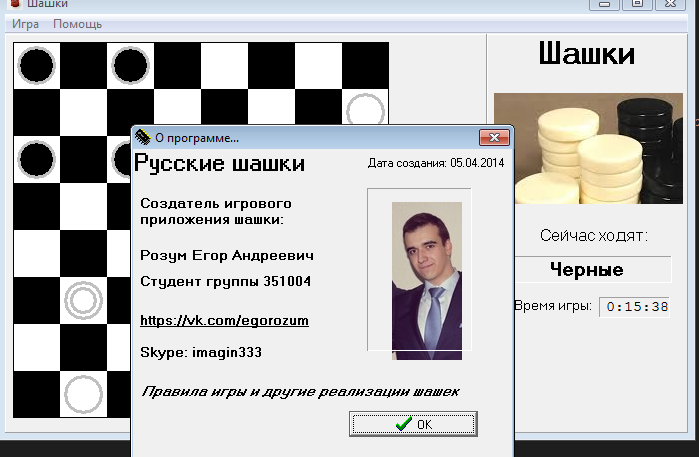 Шашки
Игра Помощь
Шашки
О программе...
Русские шашки
Дата создания: 05.04.2014
Создатель игрового
приложения шашки:
Розум Егор Андреевич
Студент группы 351004
https://vk.com/egorozum
Skype: imagin333
Правила игры и другие реализации шашек
OK
Сейчас ходят:
Черные
Время игры: 0:15:38